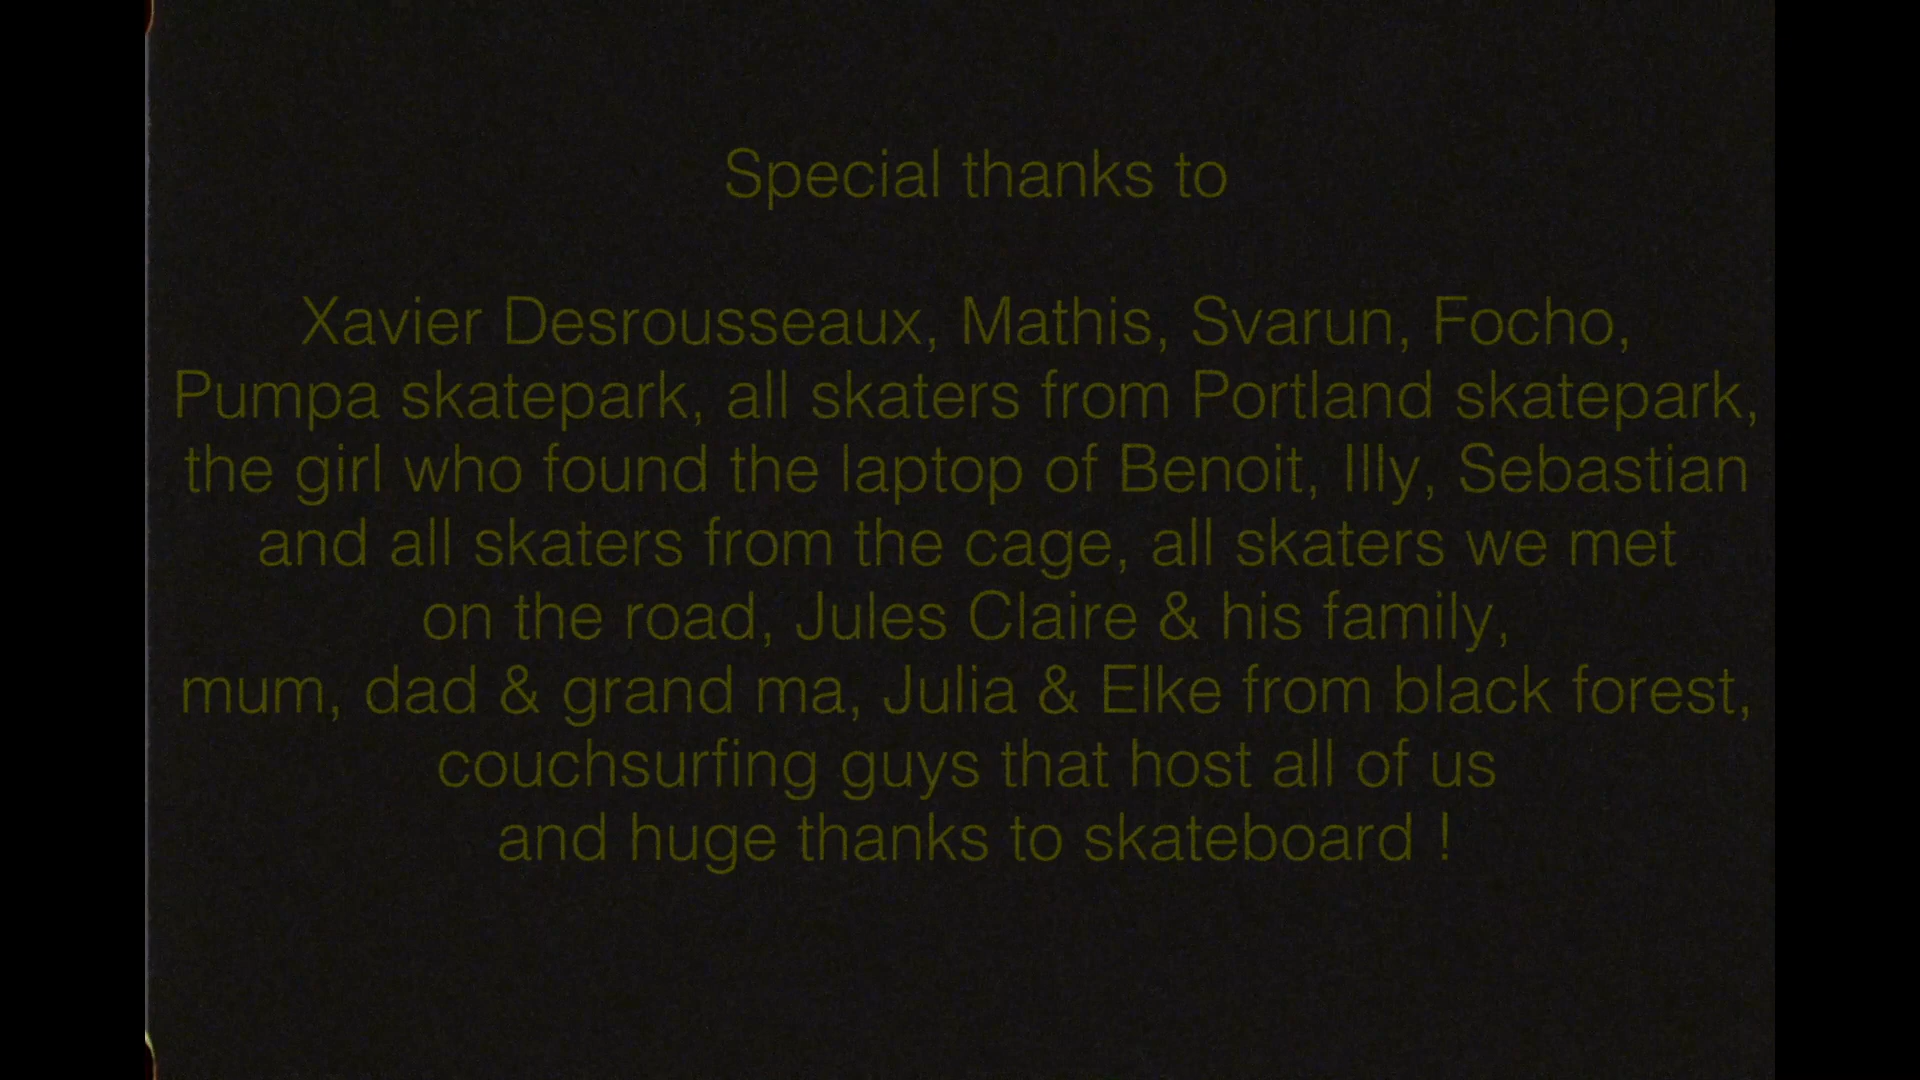 Special thanks to
Xavier Desrousseaux, Mathis, Svarun, Focho,
Pumpa skatepark, all skaters from Portland skatepark,
the girl who found the laptop of Benoit, Illy, Sebastian
and all skaters from the cage, all skaters we met
on the road, Jules Claire & his family,
mum, dad & grand ma, Julia & Elke from black forest,
couchsurfing guys that host all of us
and huge thanks to skateboard !